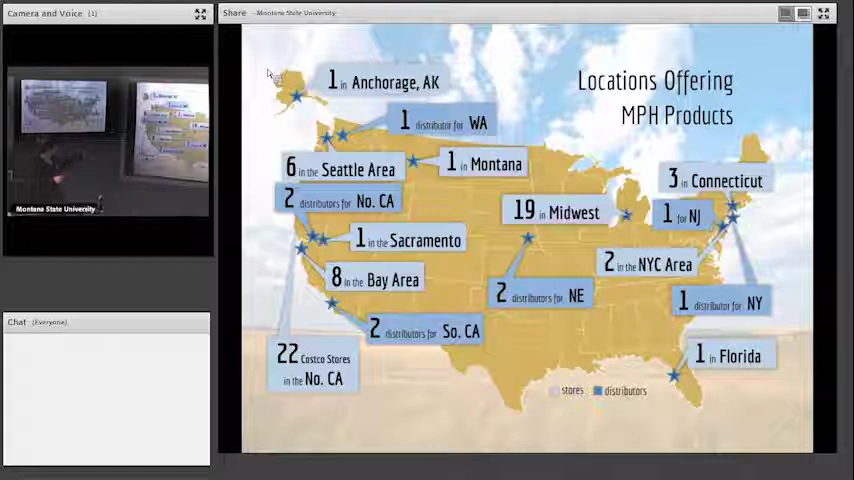 Camera and Voice (1)
Share - Montana State University-
Montana State University
Chat (Everyone)
Locations Offering
MPH Products
1 in Anchorage, AK
1 distributor for WA
6 in the Seattle Area
1 in Montana
3 in Connecticut
2 distributors for No. CA
19 in Midwest
1 for NJ
1 in the Sacramento
2 in the NYC Area
8 in the Bay Area
2 distributors for NE
1 distributor for NY
2 distributors for So. CA
22 Costco Stores
in the No. CA
1 in Florida
stores
distributors